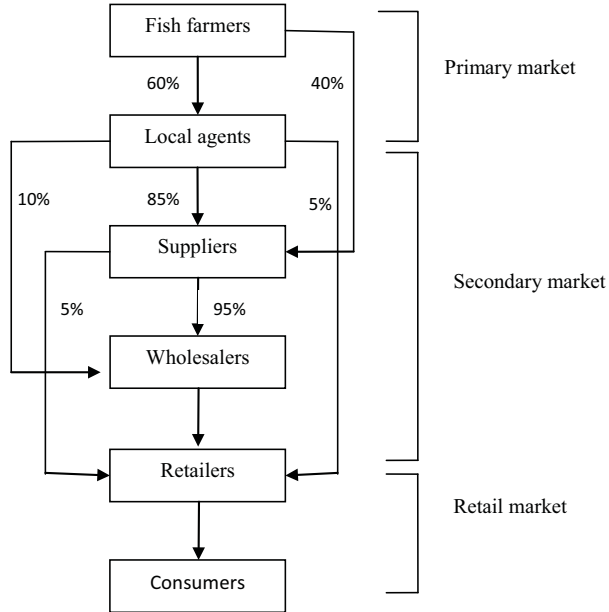 Fish farmers
Primary market
60%
40%
Local agents
10%
85%
5%
Suppliers
Secondary market
5%
95%
Wholesalers
Retailers
Retail market
Consumers